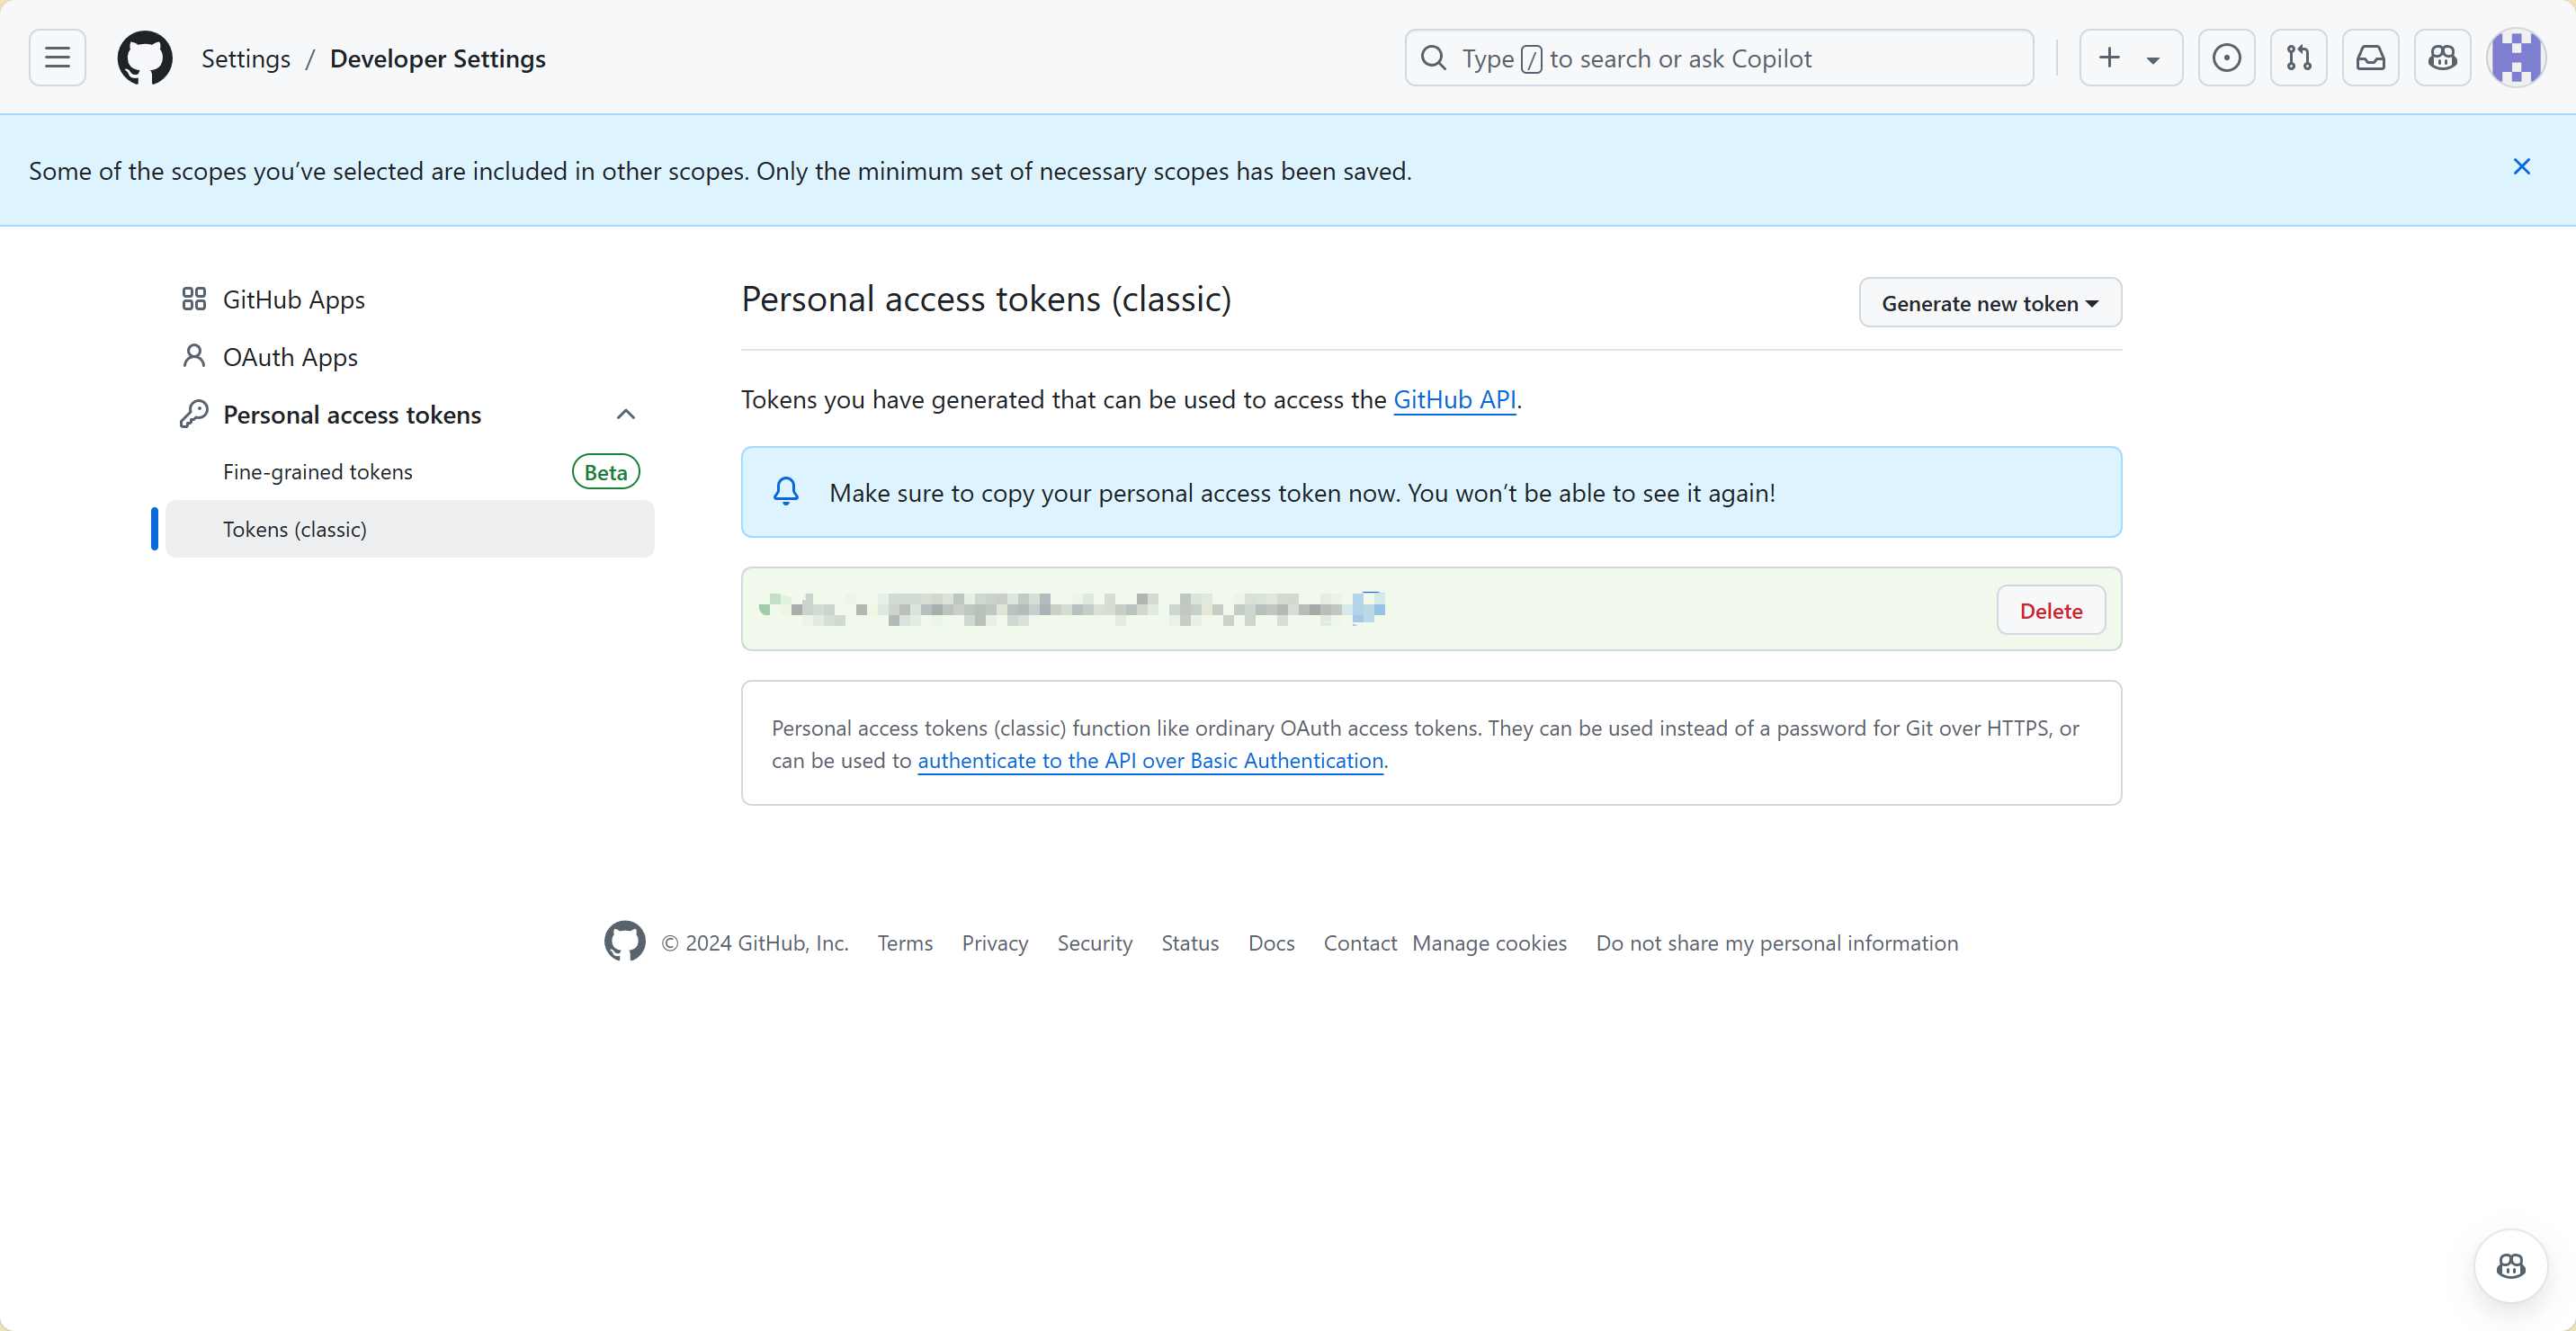 Settings / Developer Settings
Type / to search or ask Copilot
Some of the scopes you’ve selected are included in other scopes. Only the minimum set of necessary scopes has been saved.
GitHub Apps
OAuth Apps
Personal access tokens
Fine-grained tokens
Beta
Tokens (classic)
Personal access tokens (classic)
Generate new token
Tokens you have generated that can be used to access the GitHub API.
Make sure to copy your personal access token now. You won’t be able to see it again!
Delete
Personal access tokens (classic) function like ordinary OAuth access tokens. They can be used instead of a password for Git over HTTPS, or
can be used to authenticate to the API over Basic Authentication.
© 2024 GitHub, Inc.
Terms
Privacy
Security
Status
Docs
Contact
Manage cookies
Do not share my personal information